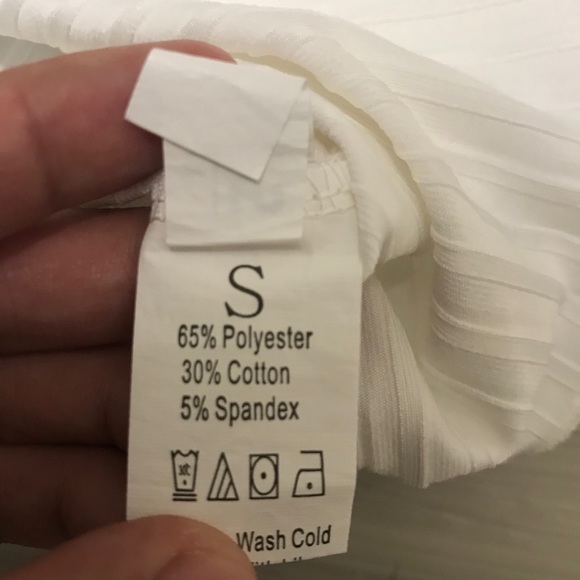 S
65% Polyester
30% Cotton
5% Spandex
Wash Cold